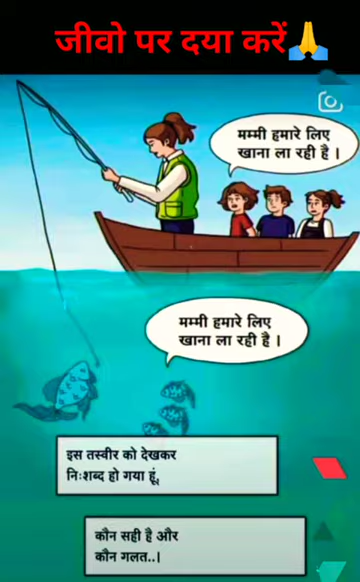 जीवो पर दया करें🙏
मम्मी हमारे लिए
खाना ला रही है ।
मम्मी हमारे लिए
खाना ला रही है ।
इस तस्वीर को देखकर
निःशब्द हो गया हूं,
कौन सही है और
कौन गलत..।